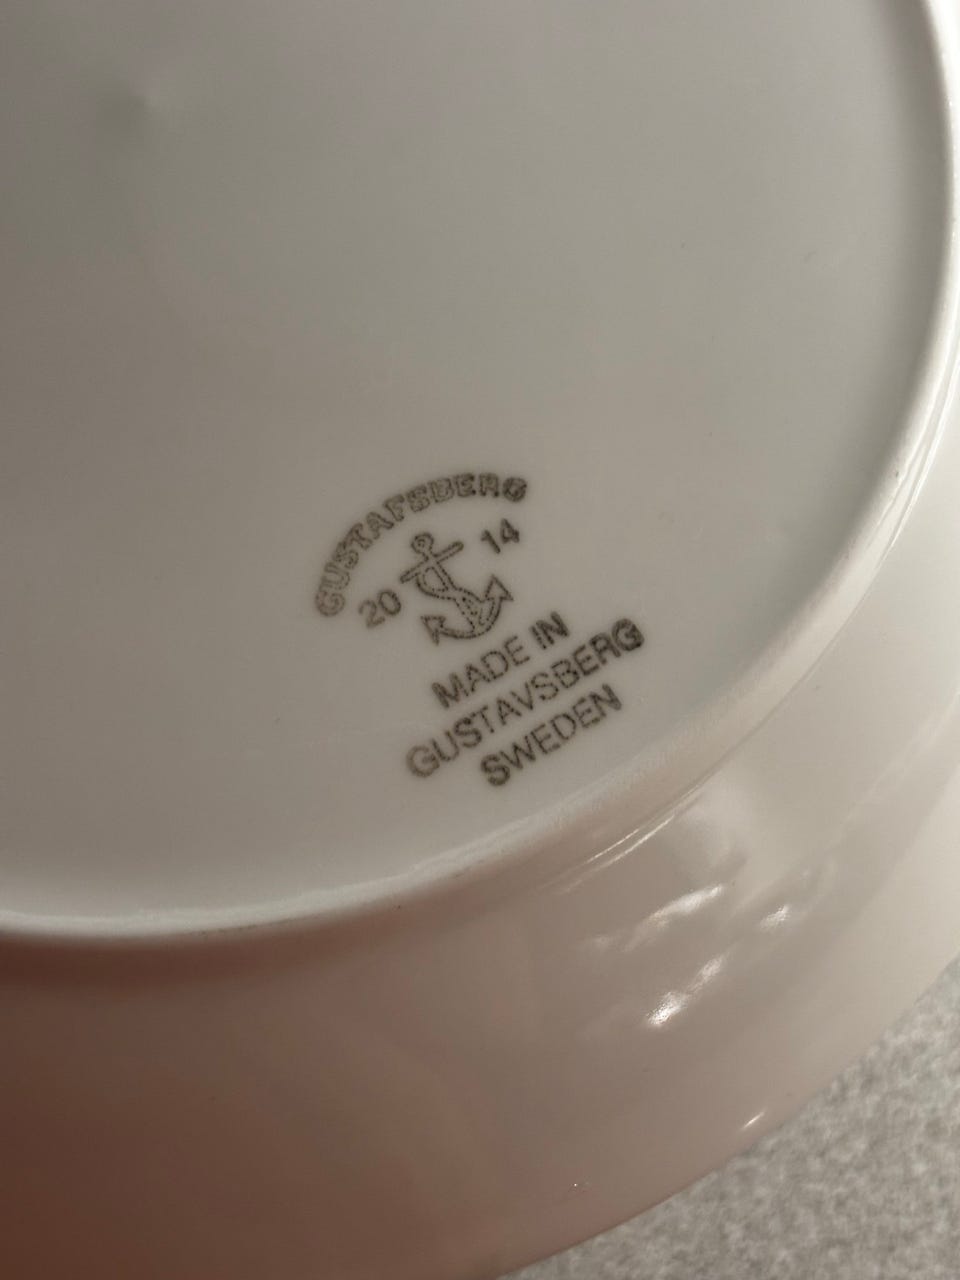 GUSTAFSBERG
20 14
MADE IN
GUSTAVSBERG
SWEDEN